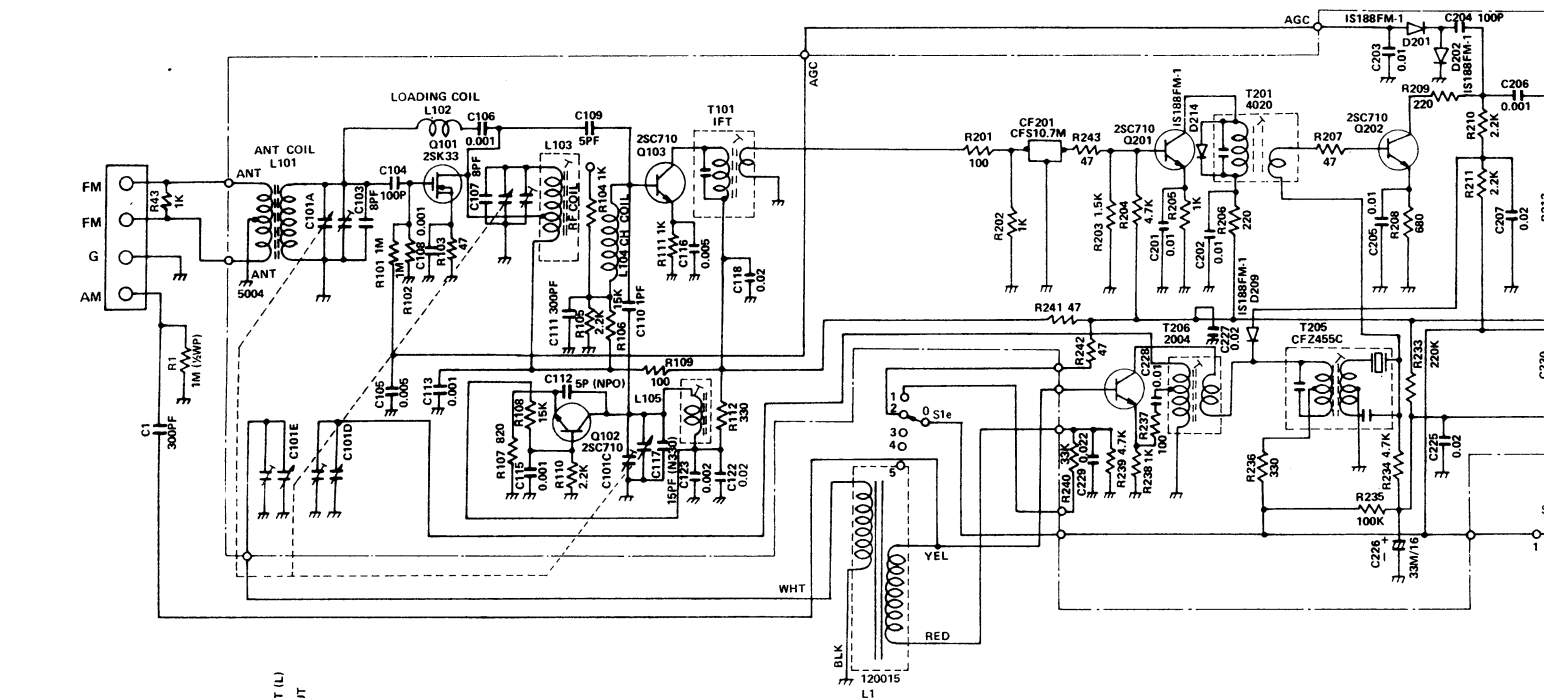 FM
FM
G
AM
R43
1K
R1
1M (½WP)
C1
300PF
ANT
ANT
5004
ANT COIL
L101
C101A
C103
8PF
C104
100P
R101 1M
1M
R102
C108 0.001
R103
47
LOADING COIL
L102
Q101
2SK33
C106
0.001
C107 8PF
C109
5PF
L103
RF COIL
R104 1K
L104 CH COIL
2SC710
Q103
T101
IFT
R111 1K
C116
0.005
C118
0.02
C111 300PF
R105
2.2K
R106
15K
C110 1PF
C105
0.005
C113
0.001
R109
100
C112
5P (NPO)
R108
15K
R107 820
C115
0.001
R110
2.2K
Q102
2SC710
L105
C101C
C117
15PF (N330)
C123
0.002
R112
330
C122
0.02
C101E
C101D
AGC
AGC
WHT
YEL
RED
BLK
120015
L1
1
2
3
4
5
0
S1e
R201
100
R202
1K
CF201
CFS10.7M
R243
47
R203 1.5K
R204
4.7K
2SC710
Q201
C201
0.01
R205
1K
C202
0.01
R206
220
IS188FM-1
D214
T201
4020
R207
47
2SC710
Q202
R209
220
C205 0.01
R208
680
IS188FM-1
C203
0.01
D201
C204 100P
D202
IS188FM-1
C206
0.001
R210
2.2K
R211
2.2K
C207
0.02
R241 47
R242
47
C227
0.02
IS188FM-1
D209
T206
2004
C228
0.01
R237
100
R240
33K
C229
0.022
R239 4.7K
R238 1K
T205
CFZ455C
R233
220K
R236
330
R234 4.7K
R235
100K
C225
0.02
C226
+
33M/16
1
T (L)
UT